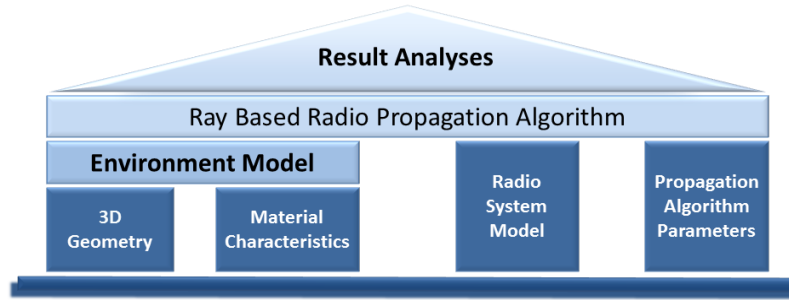 Result Analyses
Ray Based Radio Propagation Algorithm
Environment Model
3D
Geometry
Material
Characteristics
Radio
System
Model
Propagation
Algorithm
Parameters